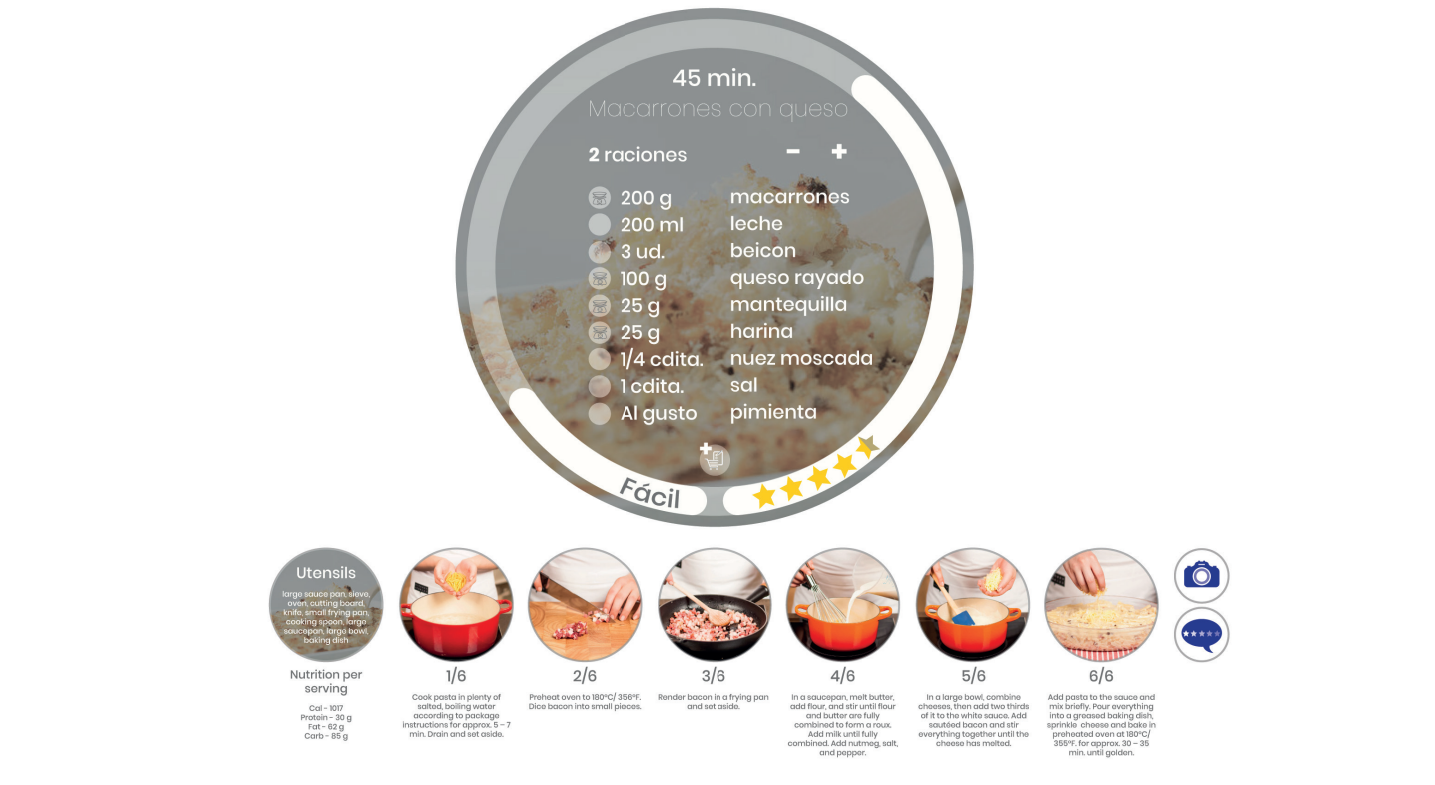 45 min.
Macarrones con queso
2 raciones - +
200 g macarrones
200 ml leche
3 ud. beicon
100 g queso rayado
25 g mantequilla
25 g harina
1/4 cdita. nuez moscada
1 cdita. sal
Al gusto pimienta
Fácil
Utensils
large sauce pan, sieve,
oven, cutting board,
knife, small frying pan,
cooking spoon, large
saucepan, large bowl,
baking dish
Nutrition per
serving
Cal - 1017
Protein - 30 g
Fat - 62 g
Carb - 85 g
1/6
Cook pasta in plenty of
salted, boiling water
according to package
instructions for approx. 5 – 7
min. Drain and set aside.
2/6
Preheat oven to 180°C/ 356°F.
Dice bacon into small pieces.
3/6
Render bacon in a frying pan
and set aside.
4/6
In a saucepan, melt butter,
add flour, and stir until flour
and butter are fully
combined to form a roux.
Add milk until fully
combined. Add nutmeg, salt,
and pepper.
5/6
In a large bowl, combine
cheeses, then add two thirds
of it to the white sauce. Add
sautéed bacon and stir
everything together until the
cheese has melted.
6/6
Add pasta to the sauce and
mix briefly. Pour everything
into a greased baking dish,
sprinkle cheese and bake in
preheated oven at 180°C/
355°F. for approx. 30 – 35
min. until golden.